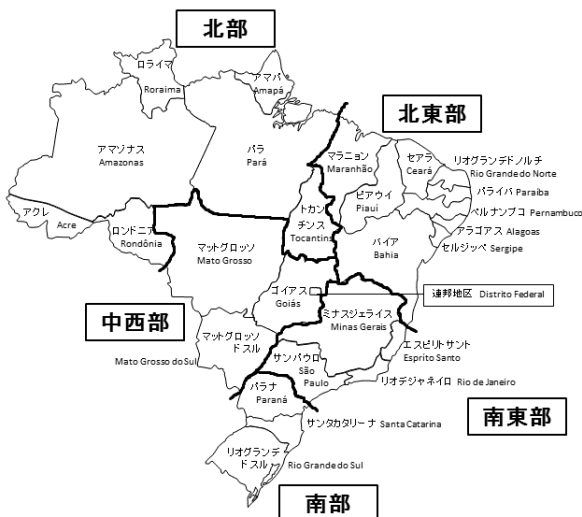 北部
ロライマ
Roraima
アマパ
Amapá
北東部
アマゾナス
Amazonas
パラ
Pará
マラニョン
Maranhão
セアラ
Ceará
リオグランデドノルチ
Rio Grande do Norte
パライバ Paraíba
ペルナンブコ Pernambuco
アラゴアス Alagoas
セルジッペ Sergipe
ピアウイ
Piauí
トカン
チンス
Tocantins
アクレ
Acre
ロンドニア
Rondônia
マットグロッソ
Mato Grosso
バイア
Bahia
ゴイアス
Goiás
連邦地区 Distrito Federal
中西部
ミナスジェライス
Minas Gerais
マットグロッソ
ドスル
Mato Grosso do Sul
エスピリトサント
Esprito Santo
サンパウロ
São
Paulo
リオデジャネイロ Rio de Janeiro
パラナ
Paraná
南東部
サンタカタリーナ Santa Catarina
リオグランデ
ドスル
Rio Grande do Sul
南部